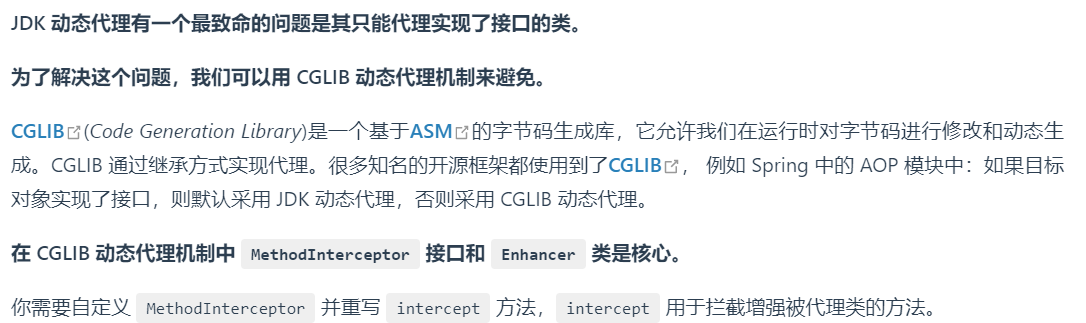 JDK 动态代理有一个最致命的问题是其只能代理实现了接口的类。
为了解决这个问题，我们可以用 CGLIB 动态代理机制来避免。
CGLIB(Code Generation Library)是一个基于ASM的字节码生成库，它允许我们在运行时对字节码进行修改和动态生
成。CGLIB 通过继承方式实现代理。很多知名的开源框架都使用到了CGLIB， 例如 Spring 中的 AOP 模块中：如果目标
对象实现了接口，则默认采用 JDK 动态代理，否则采用 CGLIB 动态代理。
在 CGLIB 动态代理机制中 MethodInterceptor 接口和 Enhancer 类是核心。
你需要自定义 MethodInterceptor 并重写 intercept 方法，intercept 用于拦截增强被代理类的方法。